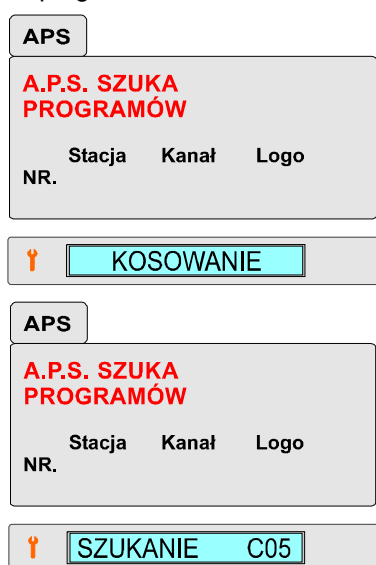 APS
A.P.S. SZUKA
PROGRAMÓW
Stacja Kanał Logo
NR.
KOSOWANIE
APS
A.P.S. SZUKA
PROGRAMÓW
Stacja Kanał Logo
NR.
SZUKANIE C05